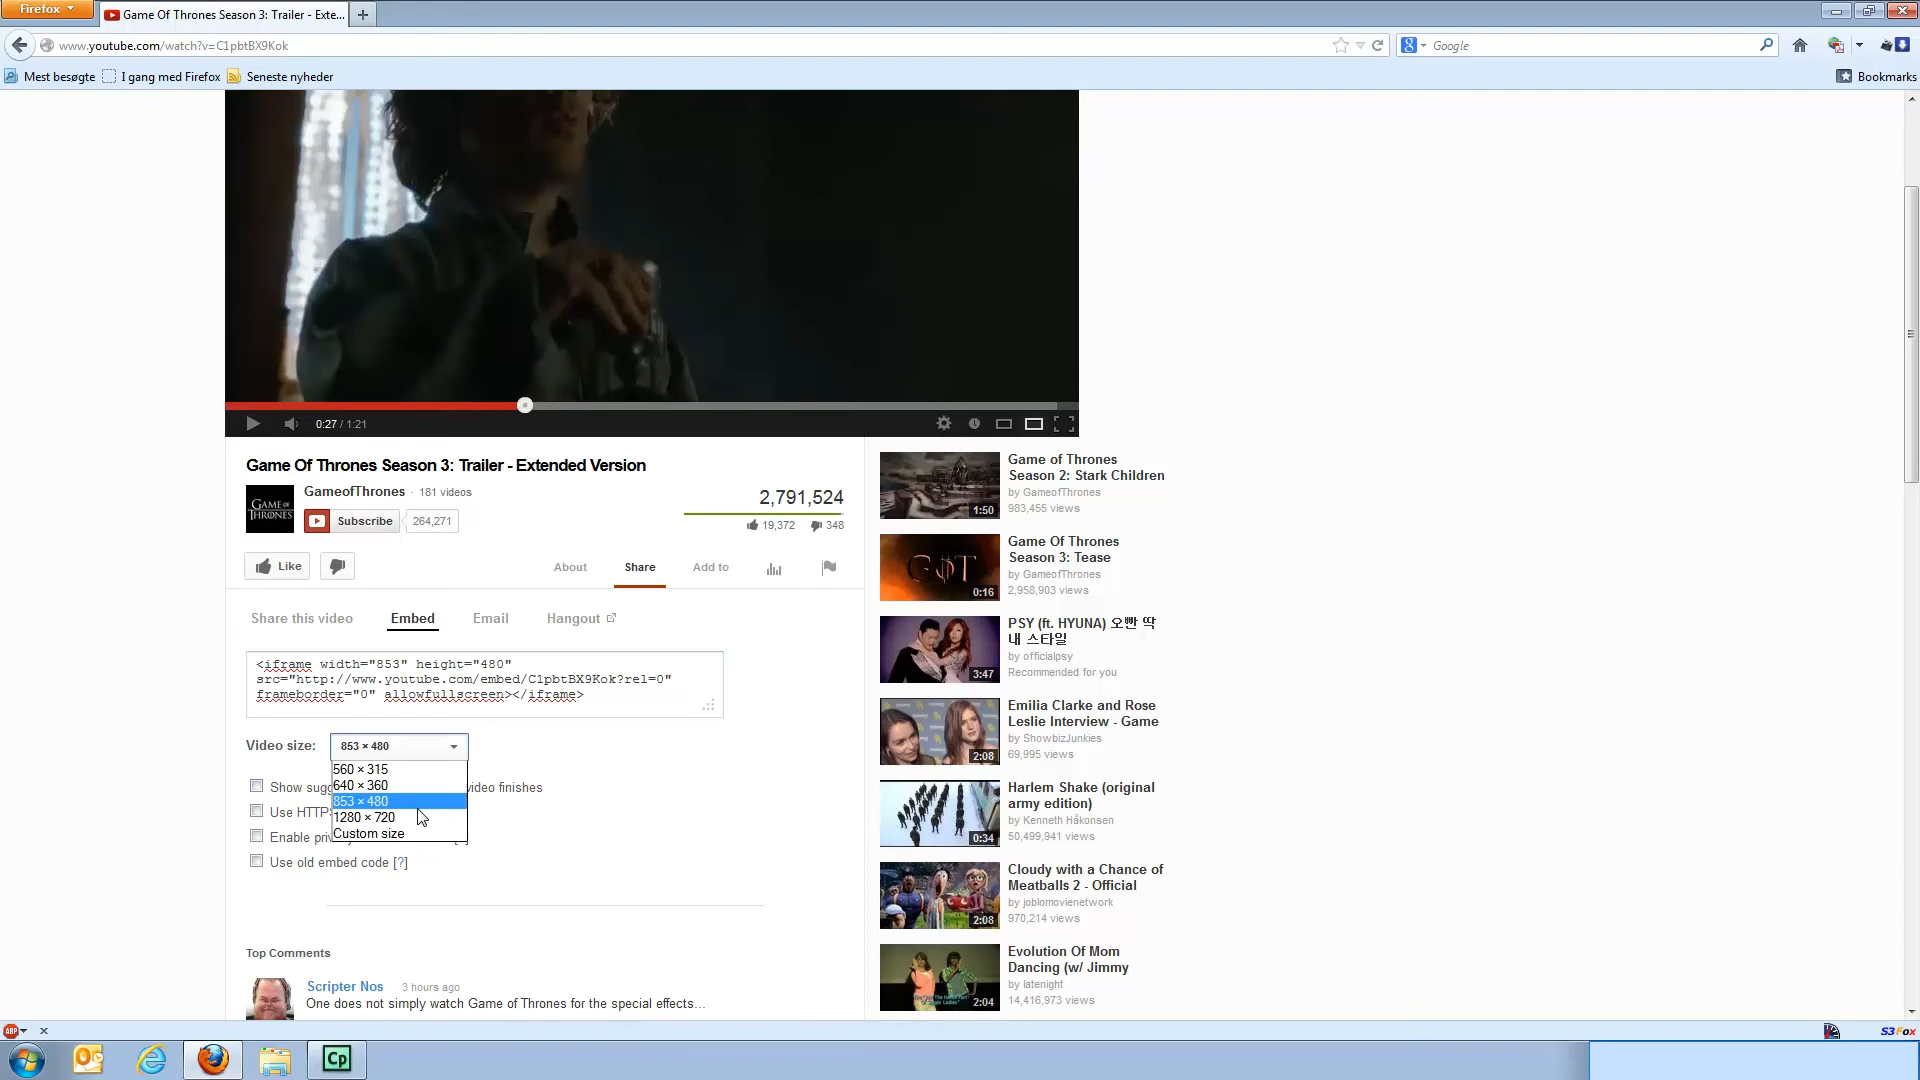 Firefox
Game Of Thrones Season 3: Trailer - Exte...
www.youtube.com/watch?v=C1pbtBX9Kok
Google
Mest besøgte
I gang med Firefox
Seneste nyheder
Bookmarks
0:27 / 1:21
Game Of Thrones Season 3: Trailer - Extended Version
GAME OF THRONES
GameofThrones · 181 videos
Subscribe
264,271
2,791,524
19,372
348
Like
About
Share
Add to
Share this video
Embed
Email
Hangout
<iframe width="853" height="480"
src="http://www.youtube.com/embed/C1pbtBX9Kok?rel=0"
frameborder="0" allowfullscreen></iframe>
Video size:
853 × 480
560 × 315
640 × 360
853 × 480
1280 × 720
Custom size
Show sugg
video finishes
Use HTTP
Enable pri
Use old embed code [?]
Top Comments
Scripter Nos
3 hours ago
One does not simply watch Game of Thrones for the special effects...
1:50
Game of Thrones
Season 2: Stark Children
by GameofThrones
983,455 views
0:16
Game Of Thrones
Season 3: Tease
by GameofThrones
2,958,903 views
3:47
PSY (ft. HYUNA) 오빤 딱
내 스타일
by officialpsy
Recommended for you
2:08
Emilia Clarke and Rose
Leslie Interview - Game
by ShowbizJunkies
69,995 views
0:34
Harlem Shake (original
army edition)
by Kenneth Håkonsen
50,499,941 views
2:08
Cloudy with a Chance of
Meatballs 2 - Official
by joblomovienetwork
970,214 views
2:04
Evolution Of Mom
Dancing (w/ Jimmy
by latenight
14,416,973 views
ABP
S3Fox
Cp